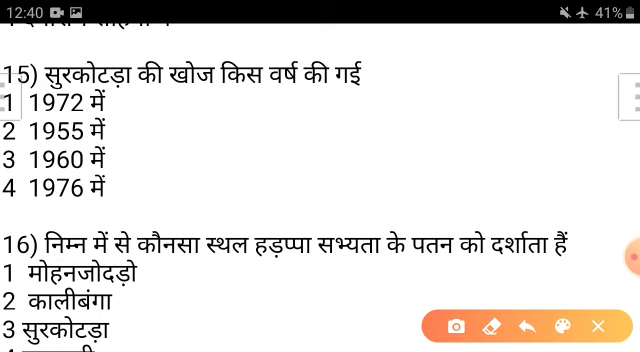 12:40
41%
15) सुरकोटड़ा की खोज किस वर्ष की गई
1 1972 में
2 1955 में
3 1960 में
4 1976 में
16) निम्न में से कौनसा स्थल हड़प्पा सभ्यता के पतन को दर्शाता हैं
1 मोहनजोदड़ो
2 कालीबंगा
3 सुरकोटड़ा